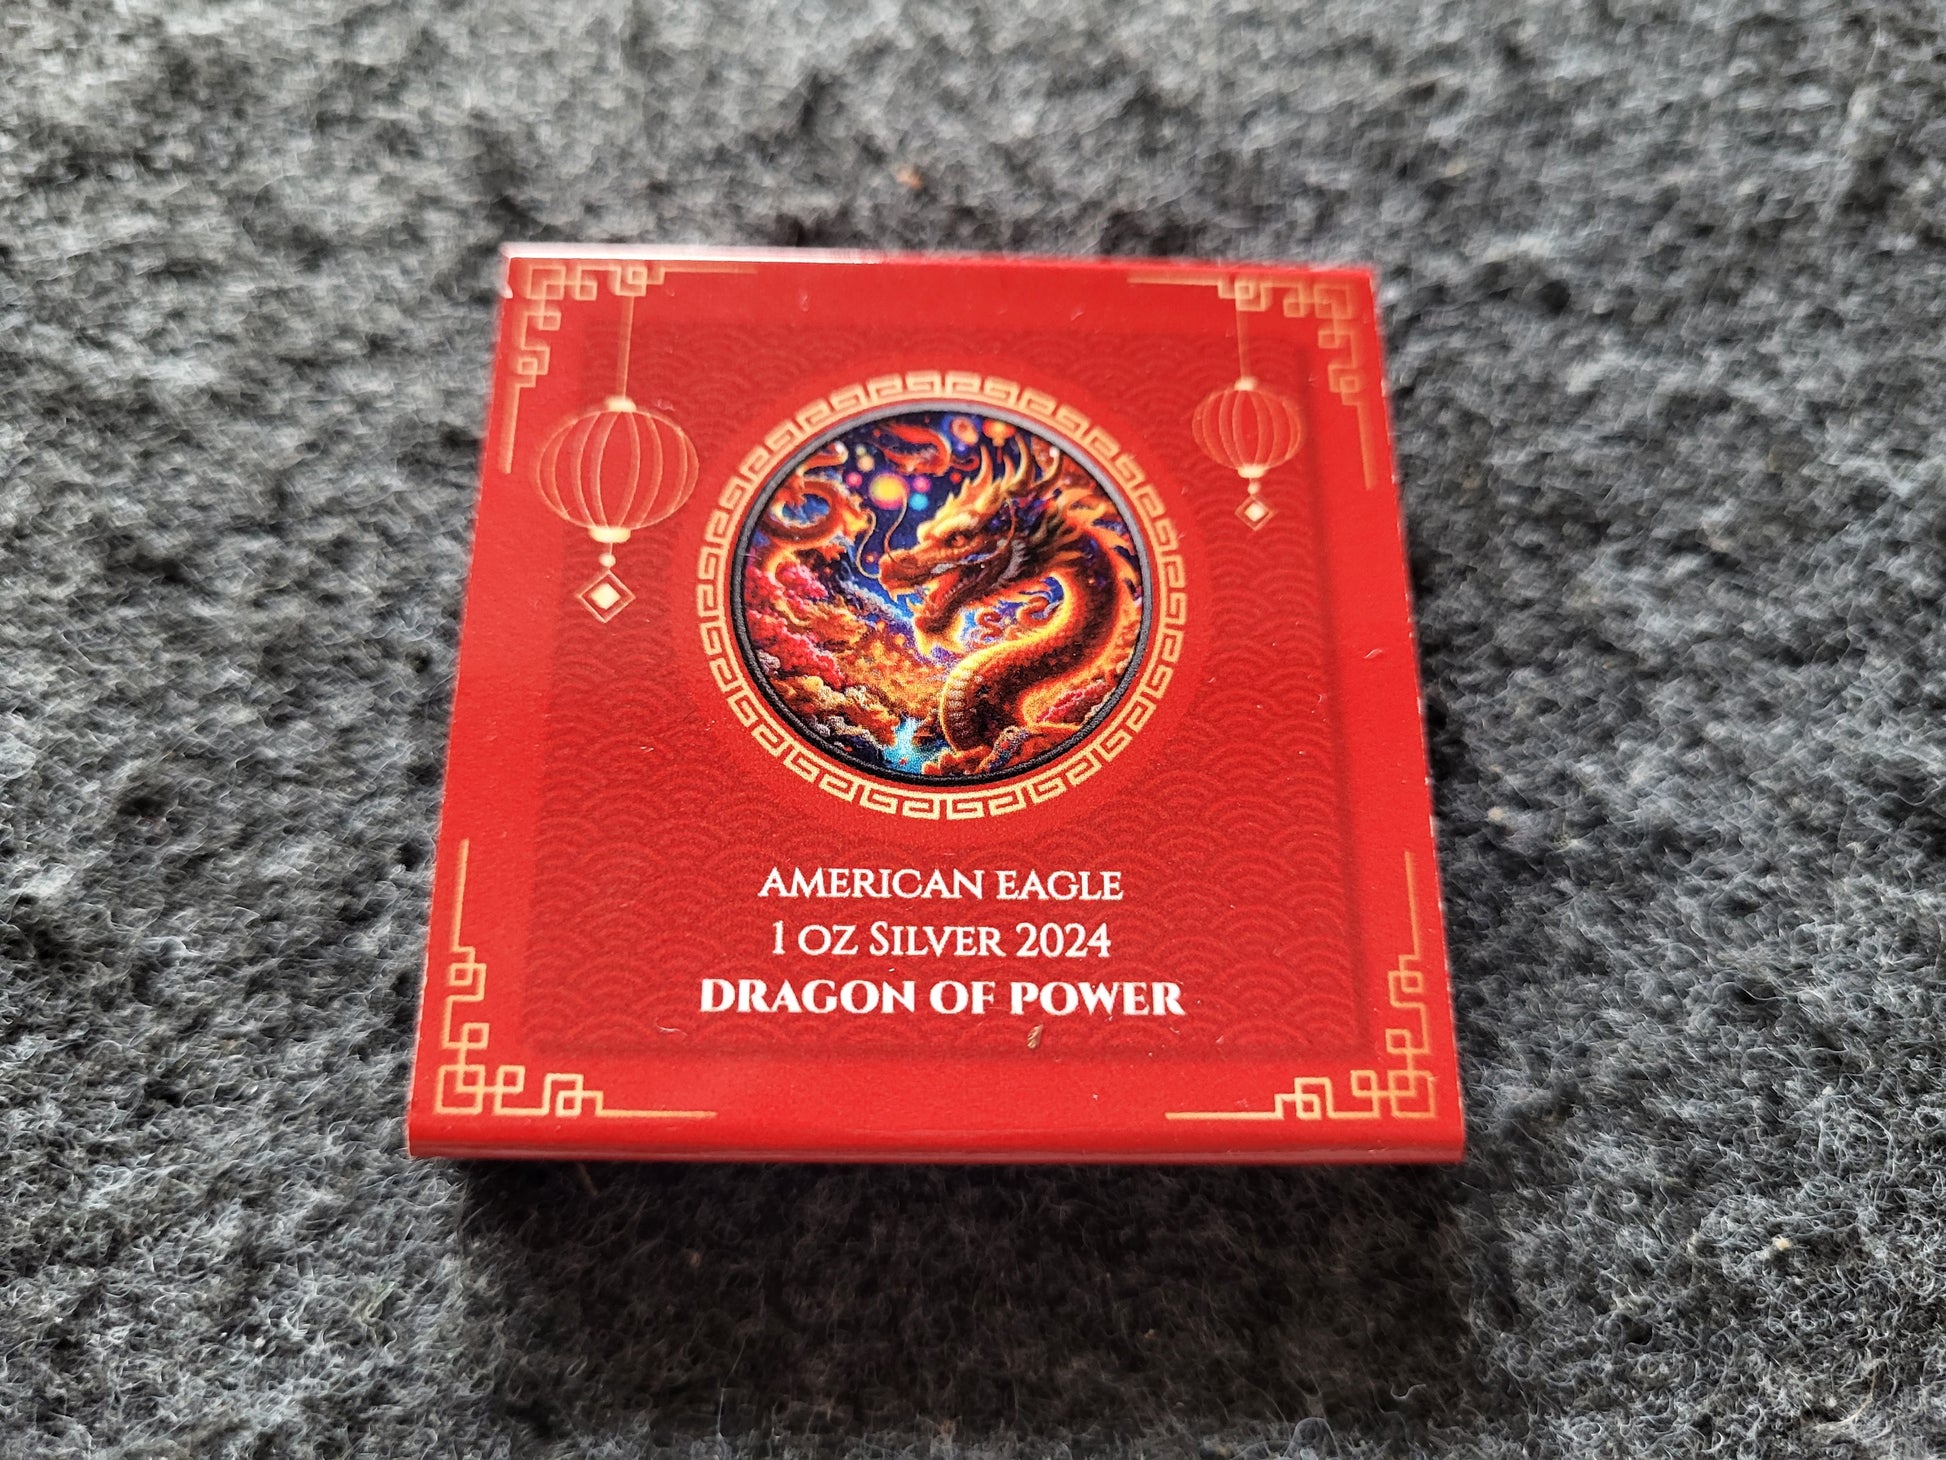 AMERICAN EAGLE
1 OZ SILVER 2024
DRAGON OF POWER